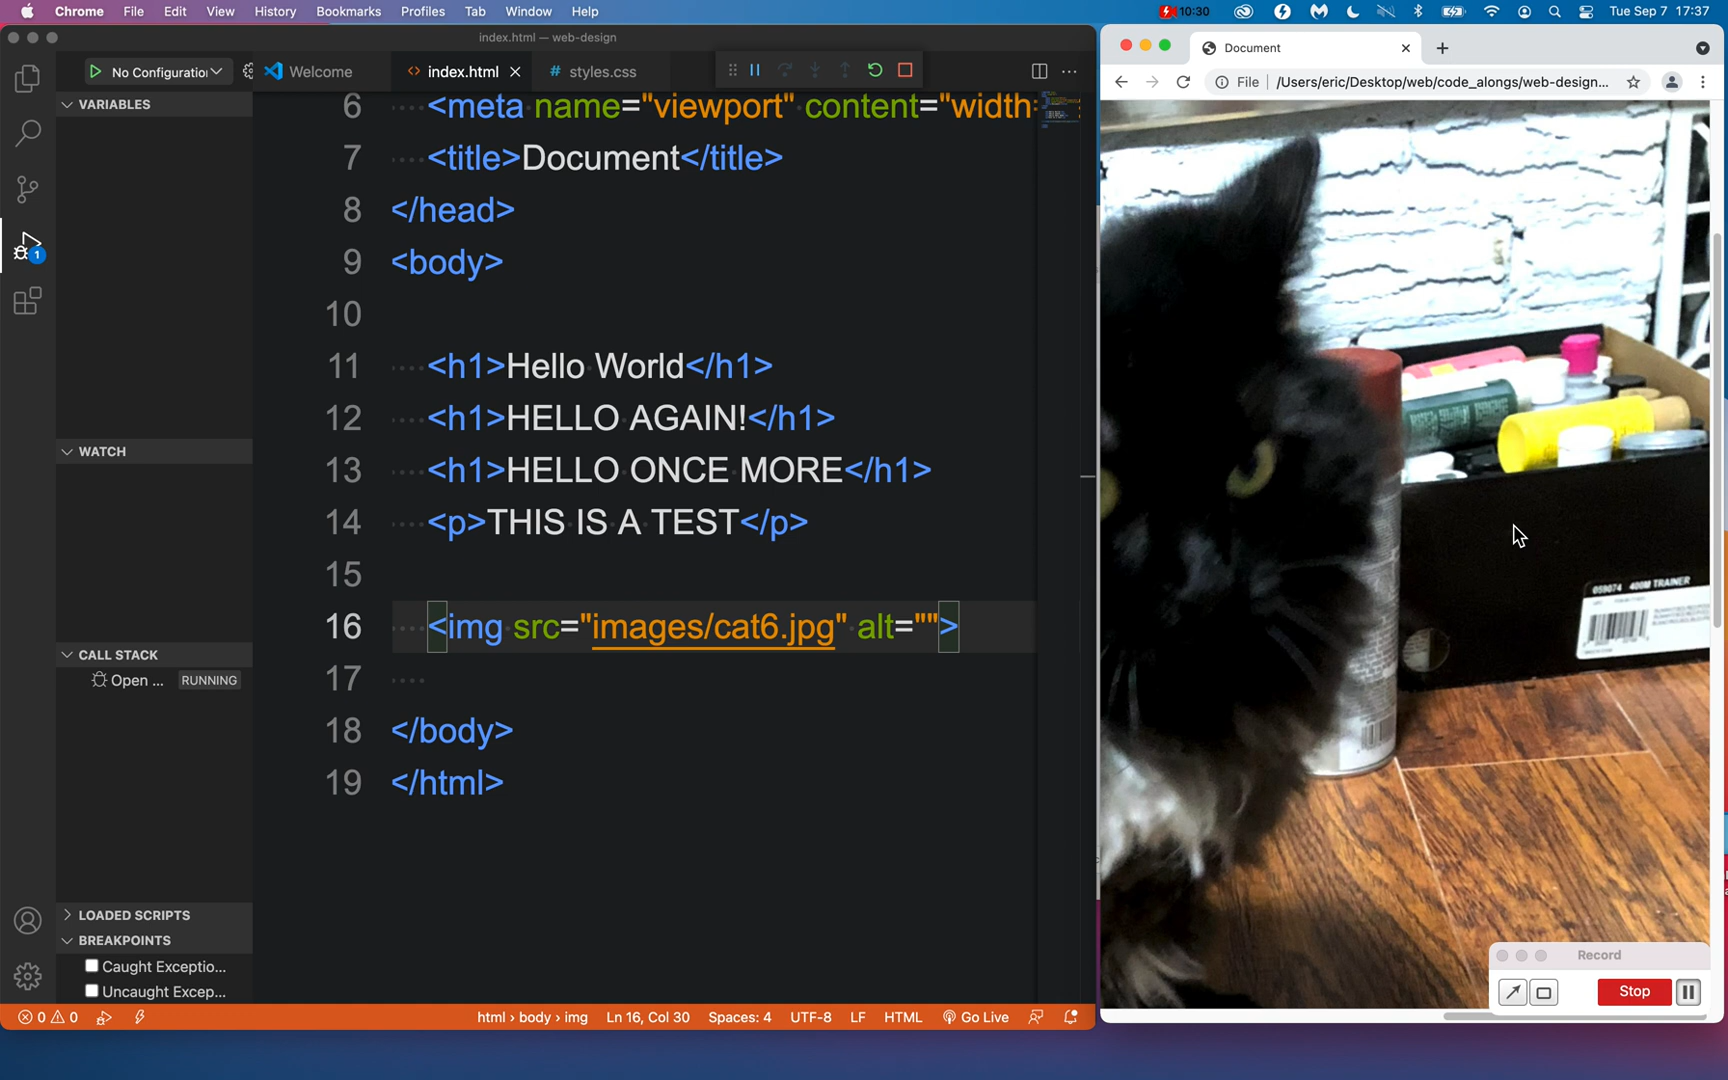 Chrome File Edit View History Bookmarks Profiles Tab Window Help 10:30 Tue Sep 7 17:37
index.html — web-design
No Configuration Welcome index.html # styles.css
VARIABLES
WATCH
CALL STACK
Open ... RUNNING
LOADED SCRIPTS
BREAKPOINTS
Caught Exceptio...
Uncaught Excep...
1
6 <meta name="viewport" content="width=
7 <title>Document</title>
8 </head>
9 <body>
10
11 <h1>Hello World</h1>
12 <h1>HELLO AGAIN!</h1>
13 <h1>HELLO ONCE MORE</h1>
14 <p>THIS IS A TEST</p>
15
16 <img src="images/cat6.jpg" alt="">
17
18 </body>
19 </html>
0 0 html › body › img Ln 16, Col 30 Spaces: 4 UTF-8 LF HTML Go Live
Document
File /Users/eric/Desktop/web/code_alongs/web-design...
059074 400M TRAINER
Record
Stop